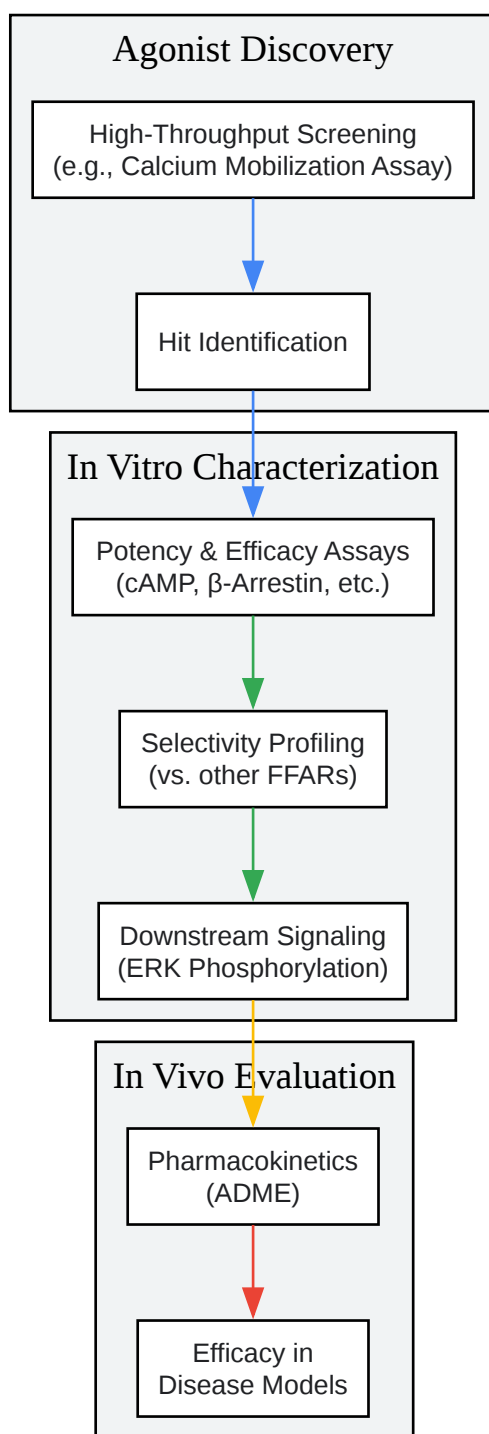 Agonist Discovery
High-Throughput Screening
(e.g., Calcium Mobilization Assay)
Hit Identification
In Vitro Characterization
Potency & Efficacy Assays
(cAMP, β-Arrestin, etc.)
Selectivity Profiling
(vs. other FFARs)
Downstream Signaling
(ERK Phosphorylation)
In Vivo Evaluation
Pharmacokinetics
(ADME)
Efficacy in
Disease Models